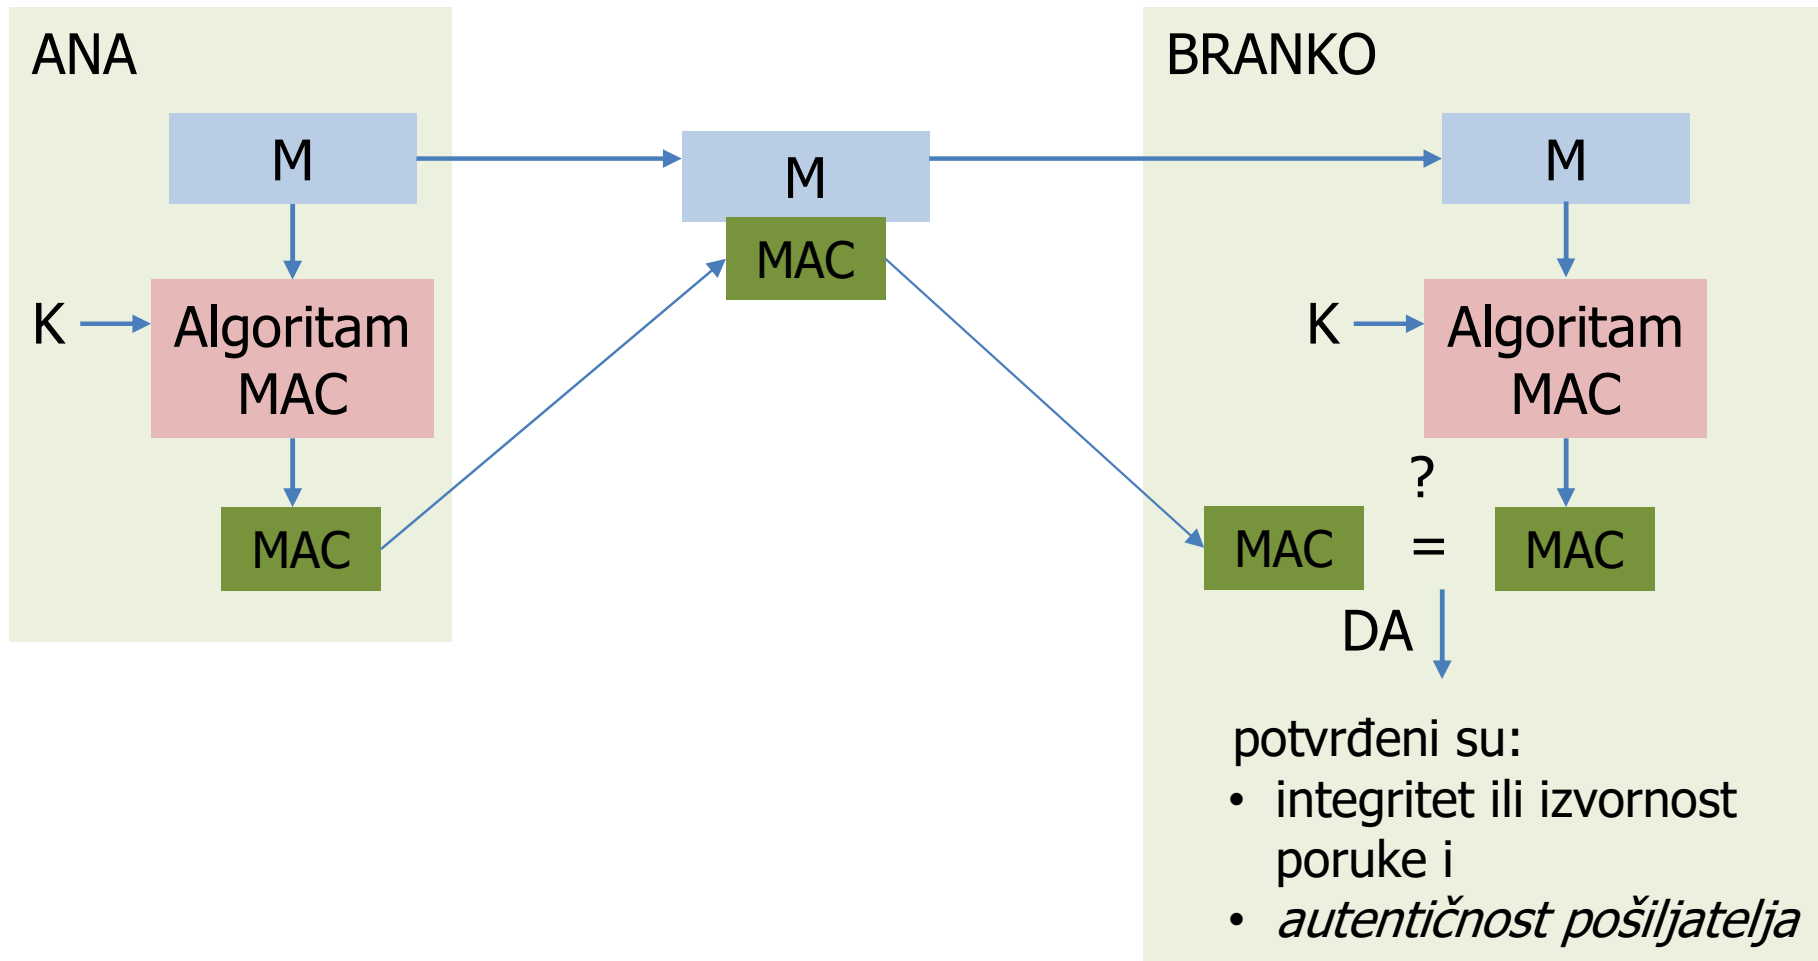 ANA
M
K
Algoritam
MAC
MAC
M
MAC
BRANKO
M
K
Algoritam
MAC
?
MAC = MAC
DA
potvrđeni su:
• integritet ili izvornost
poruke i
• autentičnost pošiljatelja